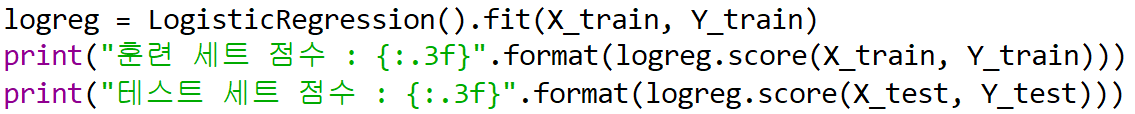 logreg = LogisticRegression().fit(X_train, Y_train)
print("훈련 세트 점수 : {:.3f}".format(logreg.score(X_train, Y_train)))
print("테스트 세트 점수 : {:.3f}".format(logreg.score(X_test, Y_test)))